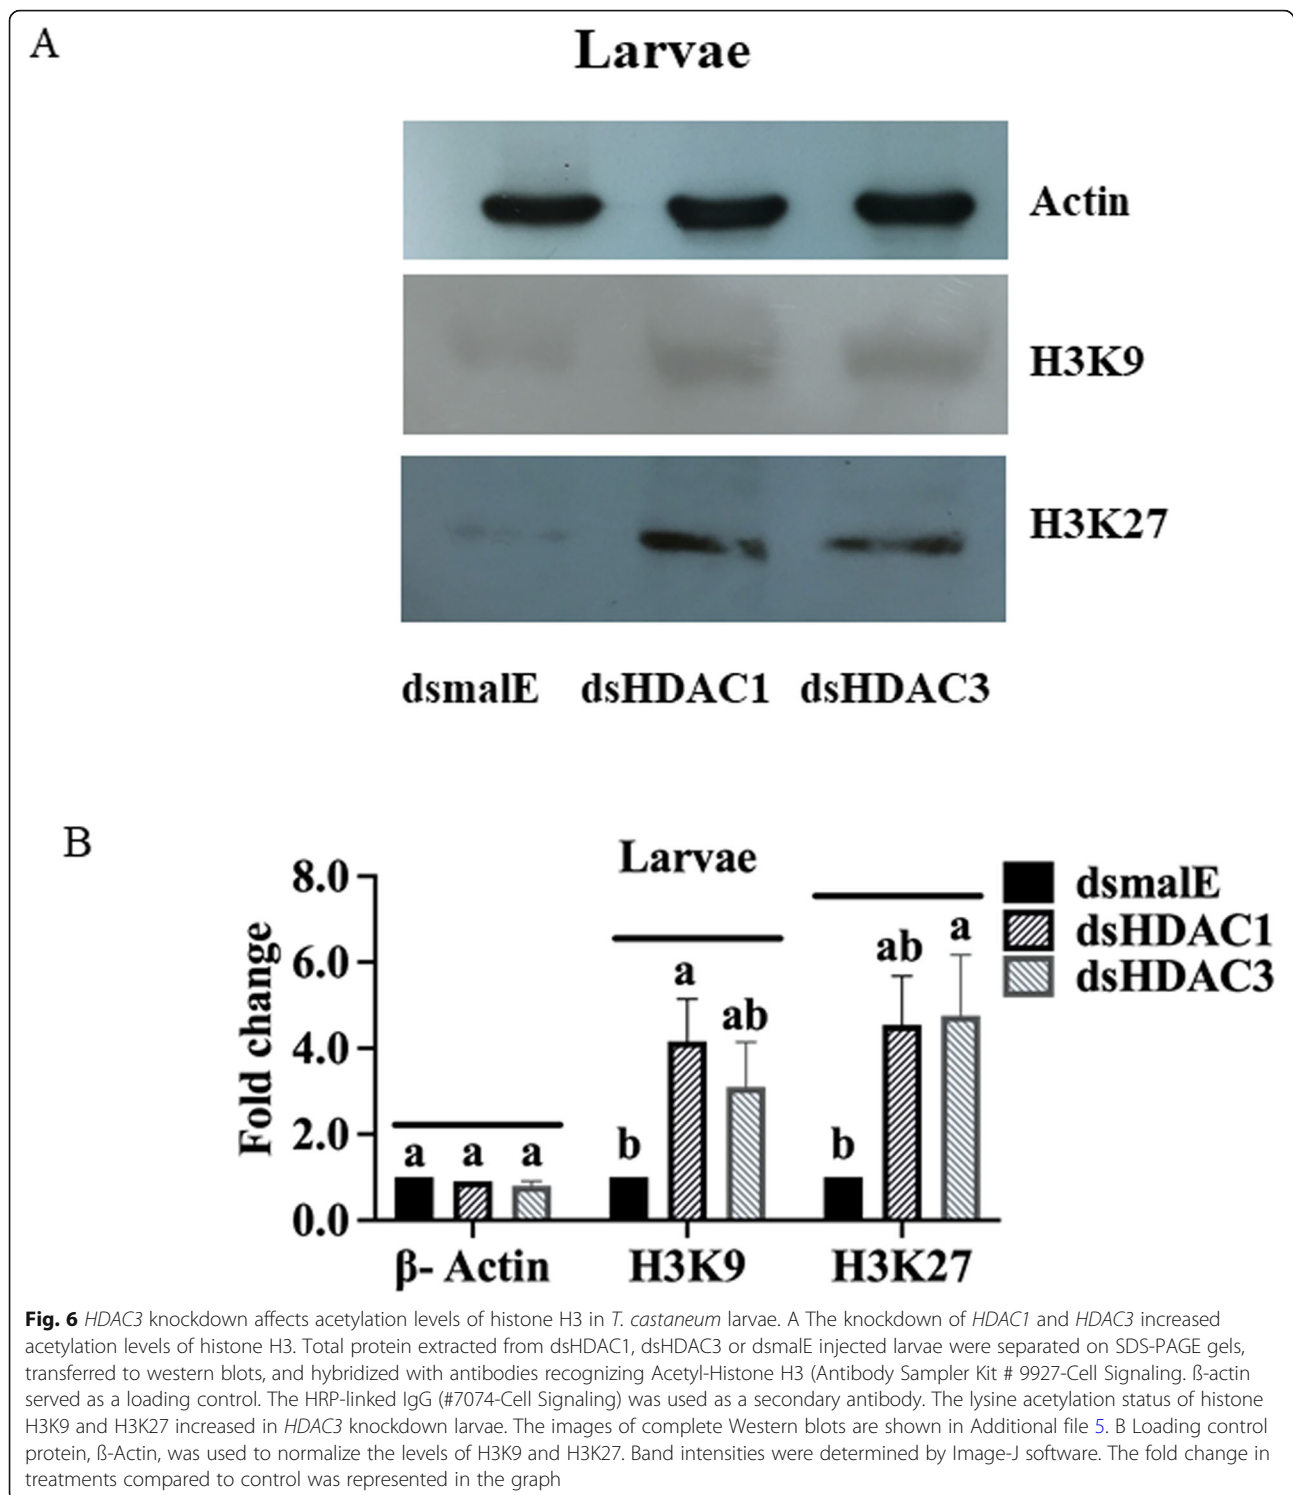 A
Larvae
Actin
H3K9
H3K27
dsmalE dsHDAC1 dsHDAC3
B
Larvae
8.0
6.0
4.0
2.0
0.0
Fold change
a a a
b a ab
b ab a
β- Actin H3K9 H3K27
dsmalE
dsHDAC1
dsHDAC3
Fig. 6 HDAC3 knockdown affects acetylation levels of histone H3 in T. castaneum larvae. A The knockdown of HDAC1 and HDAC3 increased
acetylation levels of histone H3. Total protein extracted from dsHDAC1, dsHDAC3 or dsmalE injected larvae were separated on SDS-PAGE gels,
transferred to western blots, and hybridized with antibodies recognizing Acetyl-Histone H3 (Antibody Sampler Kit # 9927-Cell Signaling. ß-actin
served as a loading control. The HRP-linked IgG (#7074-Cell Signaling) was used as a secondary antibody. The lysine acetylation status of histone
H3K9 and H3K27 increased in HDAC3 knockdown larvae. The images of complete Western blots are shown in Additional file 5. B Loading control
protein, ß-Actin, was used to normalize the levels of H3K9 and H3K27. Band intensities were determined by Image-J software. The fold change in
treatments compared to control was represented in the graph